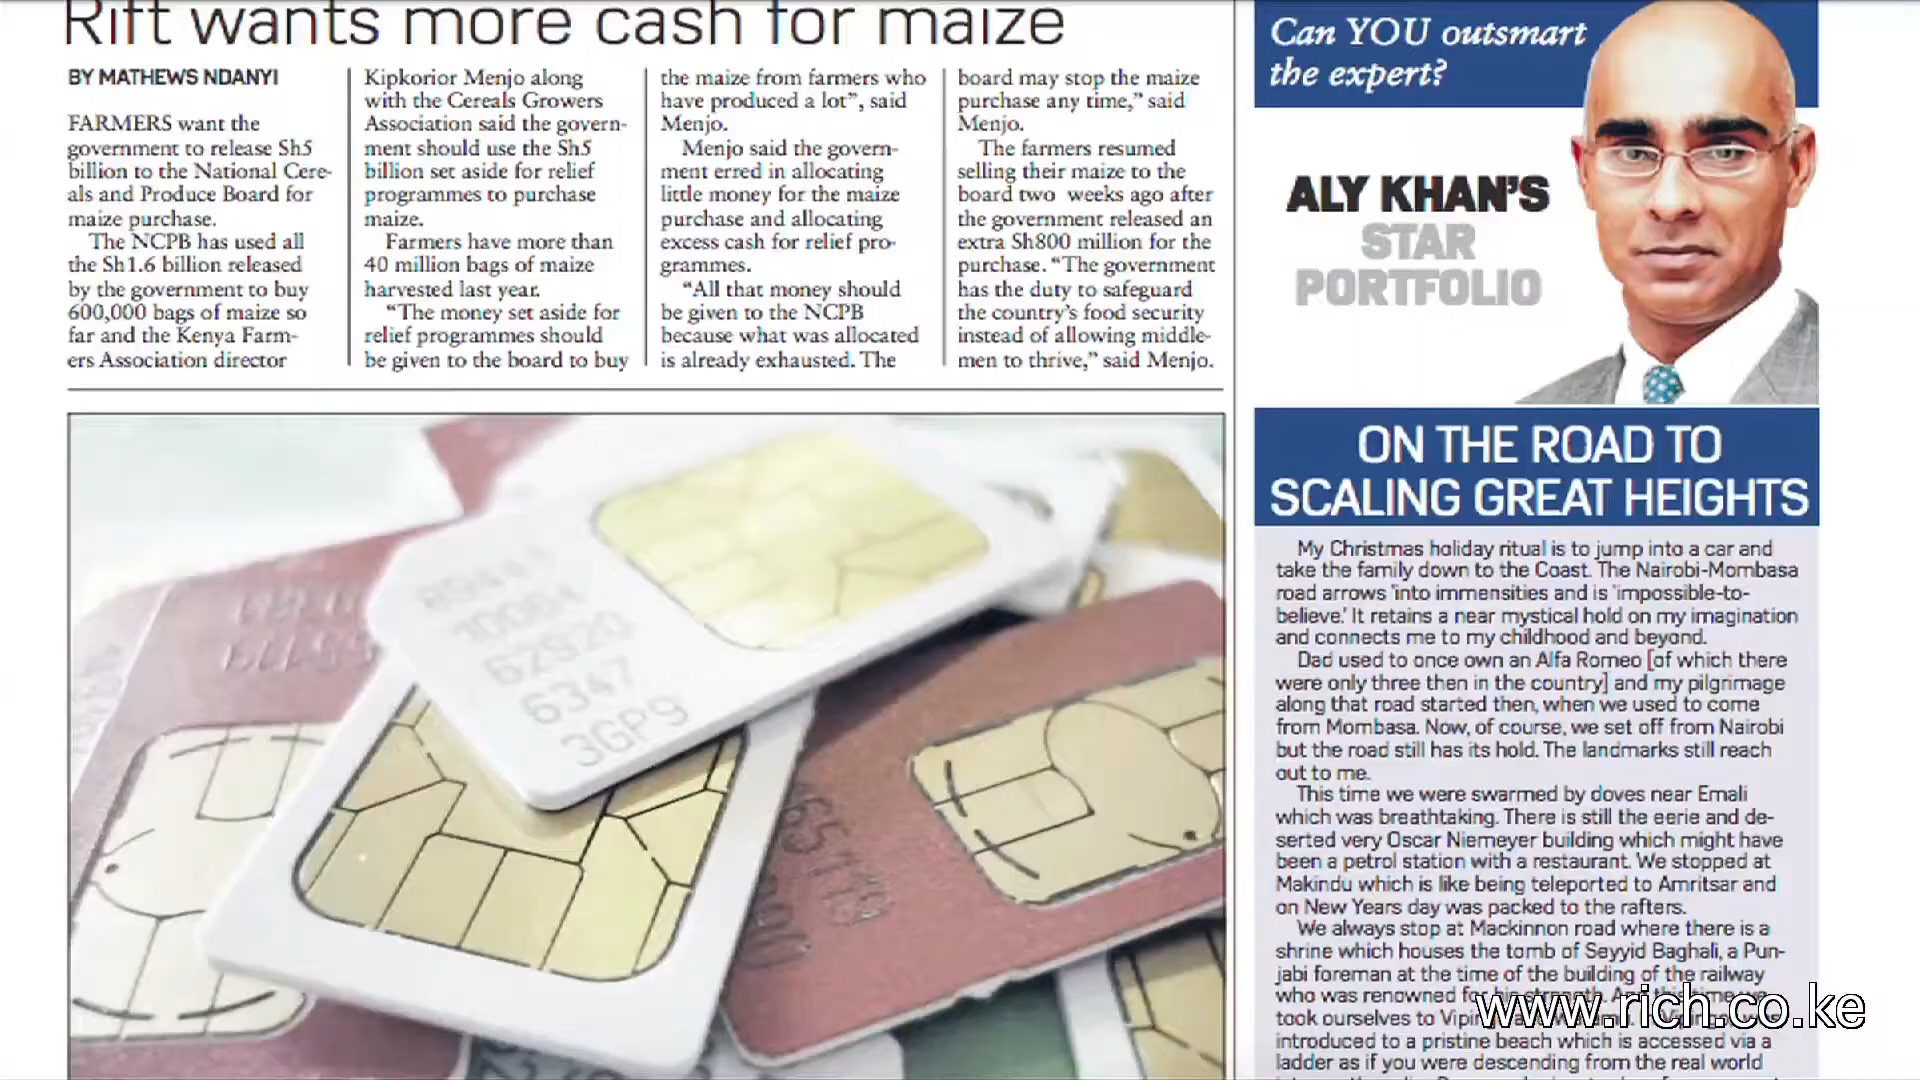 Rift wants more cash for maize
BY MATHEWS NDANYI
FARMERS want the
government to release Sh5
billion to the National Cere-
als and Produce Board for
maize purchase.
The NCPB has used all
the Sh1.6 billion released
by the government to buy
600,000 bags of maize so
far and the Kenya Farm-
ers Association director
Kipkorior Menjo along
with the Cereals Growers
Association said the govern-
ment should use the Sh5
billion set aside for relief
programmes to purchase
maize.
Farmers have more than
40 million bags of maize
harvested last year.
“The money set aside for
relief programmes should
be given to the board to buy
the maize from farmers who
have produced a lot”, said
Menjo.
Menjo said the govern-
ment erred in allocating
little money for the maize
purchase and allocating
excess cash for relief pro-
grammes.
“All that money should
be given to the NCPB
because what was allocated
is already exhausted. The
board may stop the maize
purchase any time,” said
Menjo.
The farmers resumed
selling their maize to the
board two weeks ago after
the government released an
extra Sh800 million for the
purchase. “The government
has the duty to safeguard
the country’s food security
instead of allowing middle-
men to thrive,” said Menjo.
62920
6347
3GP9
Can YOU outsmart
the expert?
ALY KHAN’S
STAR
PORTFOLIO
ON THE ROAD TO
SCALING GREAT HEIGHTS
My Christmas holiday ritual is to jump into a car and
take the family down to the Coast. The Nairobi-Mombasa
road arrows ‘into immensities and is ‘impossible-to-
believe.’ It retains a near mystical hold on my imagination
and connects me to my childhood and beyond.
Dad used to once own an Alfa Romeo [of which there
were only three then in the country] and my pilgrimage
along that road started then, when we used to come
from Mombasa. Now, of course, we set off from Nairobi
but the road still has its hold. The landmarks still reach
out to me.
This time we were swarmed by doves near Emali
which was breathtaking. There is still the eerie and de-
serted very Oscar Niemeyer building which might have
been a petrol station with a restaurant. We stopped at
Makindu which is like being teleported to Amritsar and
on New Years day was packed to the rafters.
We always stop at Mackinnon road where there is a
shrine which houses the tomb of Seyyid Baghali, a Pun-
jabi foreman at the time of the building of the railway
who was renowned for his strength. And this time we
took ourselves to
introduced to a pristine beach which is accessed via a
ladder as if you were descending from the real world
www.rich.co.ke